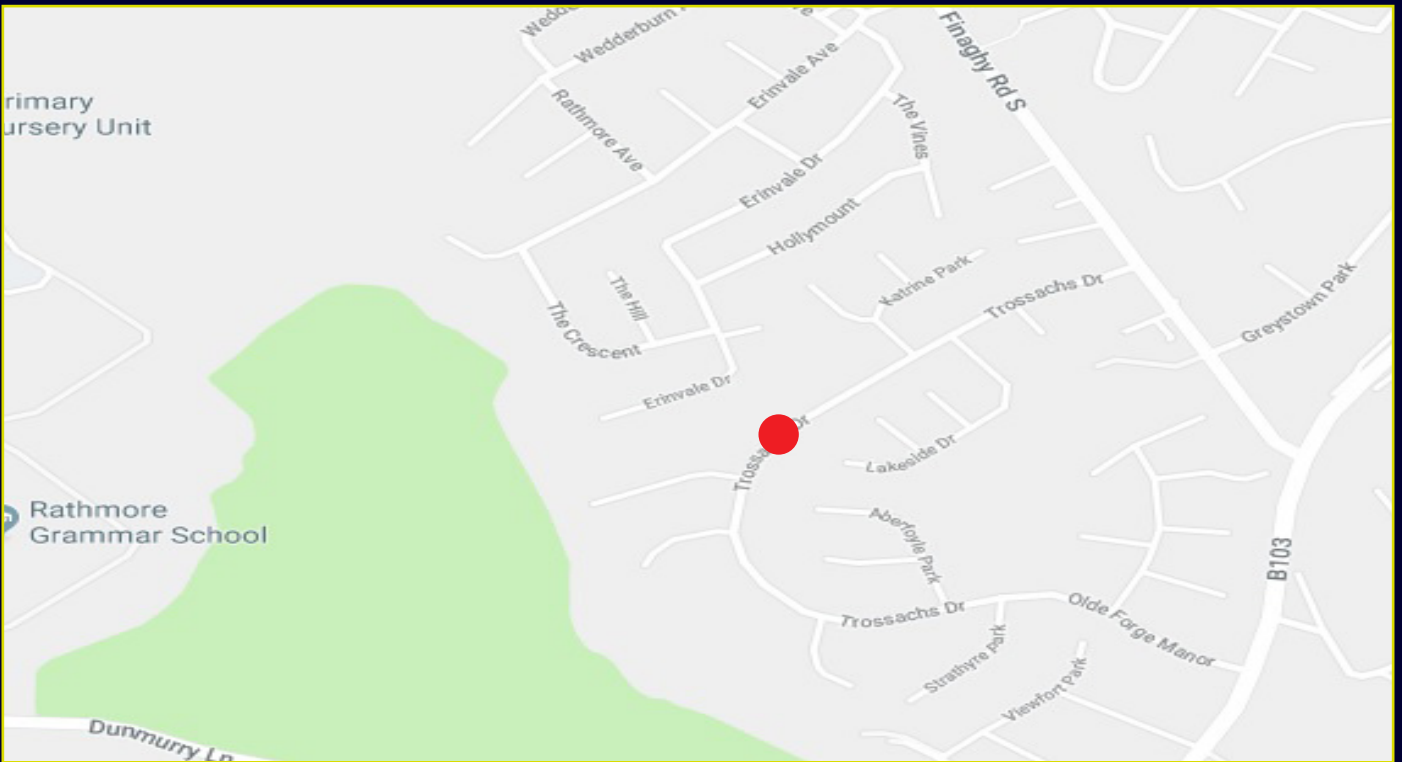 Wedderburn
Finaghy Rd S
Erinvale Ave
rimary
ursery Unit
Rathmore Ave
The Vines
Erinvale Dr
Hollymount
Katrine Park
The Hill
Trossachs Dr
The Crescent
Greystown Park
Erinvale Dr
Dr
Lakeside Dr
Trossa
Rathmore
Grammar School
Aberfoyle Park
B103
Trossachs Dr
Olde Forge Manor
Strathyre Park
Viewfort Park
Dunmurry Ln